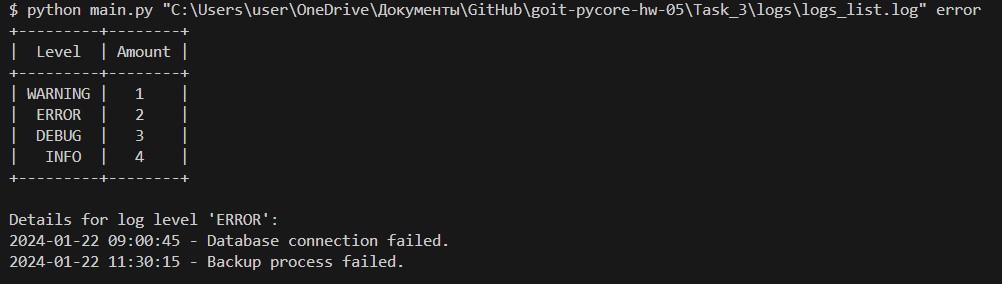 $ python main.py "C:\Users\user\OneDrive\Документы\GitHub\goit-pycore-hw-05\Task_3\logs\logs_list.log" error
+---------+--------+
|  Level  | Amount |
+---------+--------+
| WARNING |   1    |
|  ERROR  |   2    |
|  DEBUG  |   3    |
|   INFO  |   4    |
+---------+--------+

Details for log level 'ERROR':
2024-01-22 09:00:45 - Database connection failed.
2024-01-22 11:30:15 - Backup process failed.